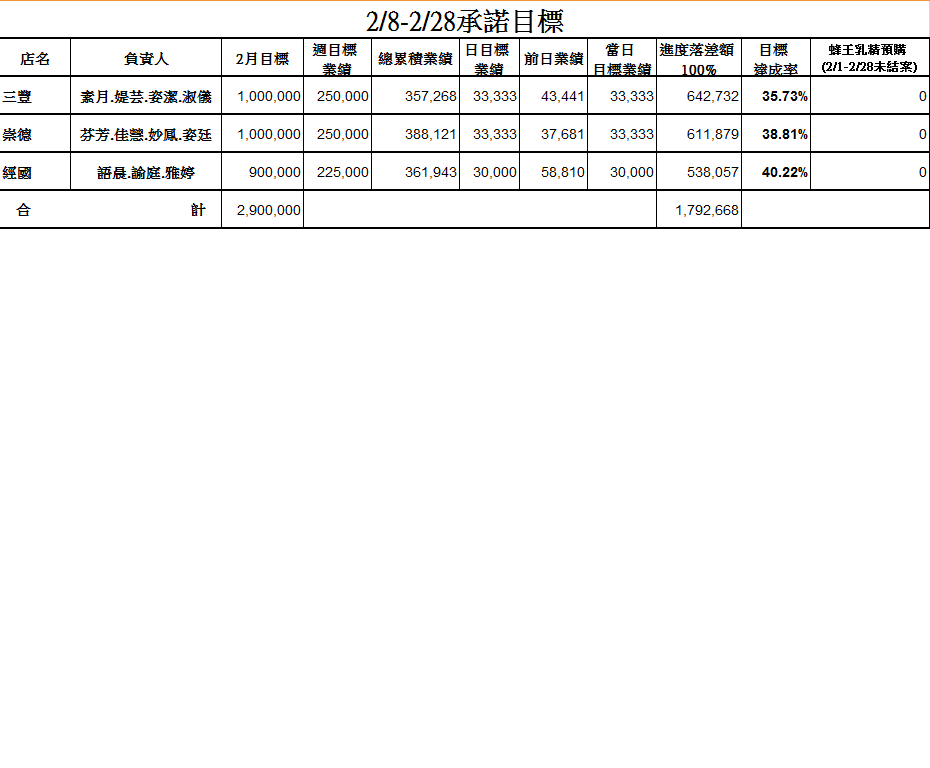 2/8-2/28承諾目標
店名 負責人 2月目標 週目標業績 總累積業績 日目標業績 前日業績 當日目標業績 進度落差額100% 目標達成率 蜂王乳精預購(2/1-2/28未結案)
三豐 素月.媞芸.姿潔.淑儀 1,000,000 250,000 357,268 33,333 43,441 33,333 642,732 35.73% 0
崇德 芬芳.佳慧.妙鳳.姿廷 1,000,000 250,000 388,121 33,333 37,681 33,333 611,879 38.81% 0
經國 語晨.諭庭.雅婷 900,000 225,000 361,943 30,000 58,810 30,000 538,057 40.22% 0
合計 2,900,000 1,792,668